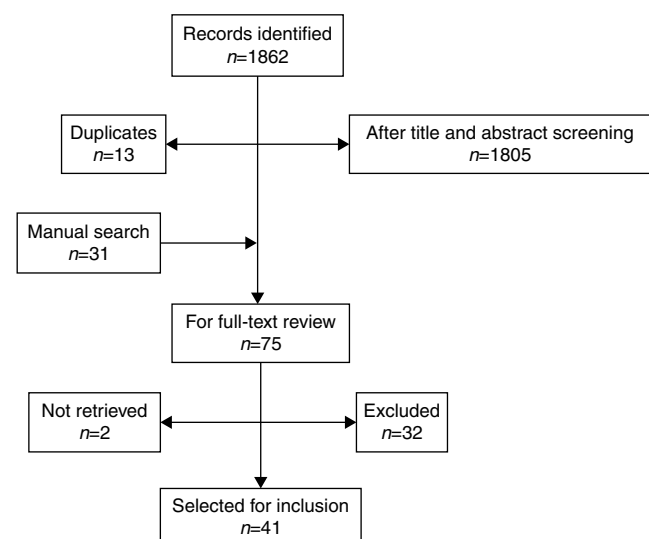 Records identified
n=1862
Duplicates
n=13
After title and abstract screening
n=1805
Manual search
n=31
For full-text review
n=75
Not retrieved
n=2
Excluded
n=32
Selected for inclusion
n=41